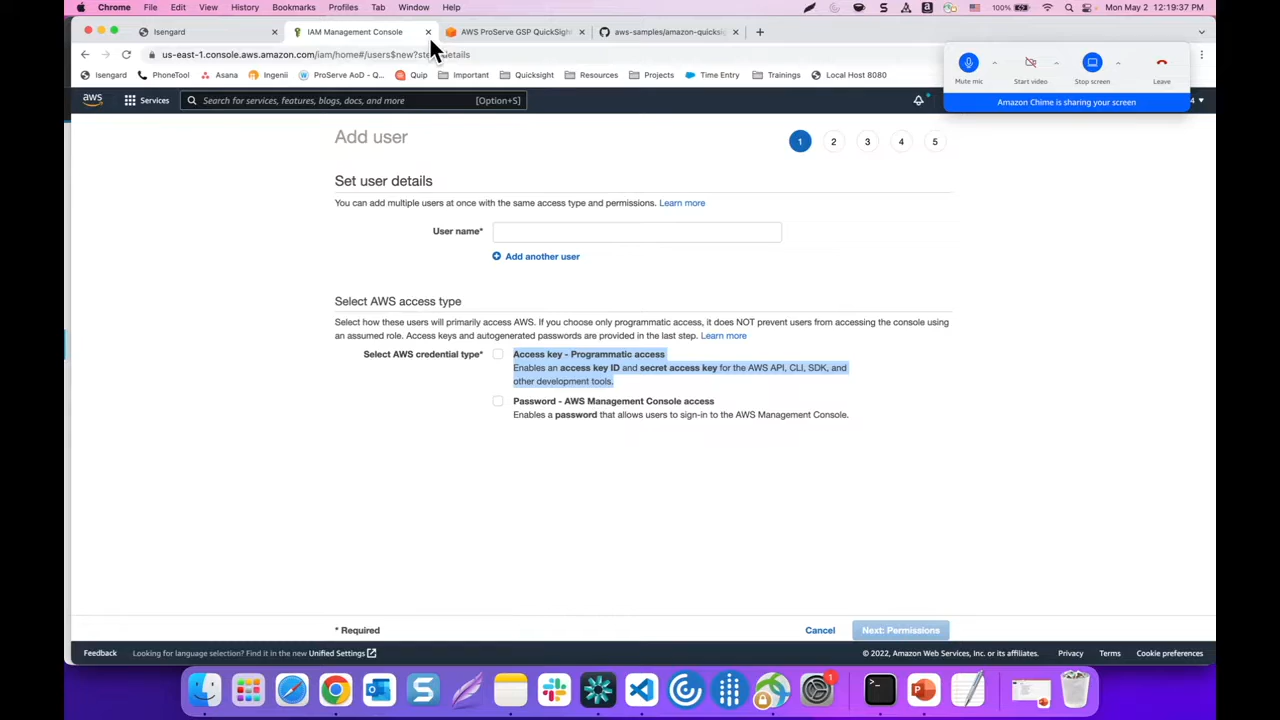 Chrome File Edit View History Bookmarks Profiles Tab Window Help 100% Mon May 2 12:19:37 PM
Isengard
IAM Management Console
AWS ProServe GSP QuickSigh
aws-samples/amazon-quicksig
us-east-1.console.aws.amazon.com/iam/home#/users$new?st details
Isengard PhoneTool Asana Ingenii ProServe AoD - Q... Quip Important Quicksight Resources Projects Time Entry Trainings Local Host 8080
Mute mic Start video Stop screen Leave
Amazon Chime is sharing your screen
aws Services Search for services, features, blogs, docs, and more [Option+S] 4
Add user
1 2 3 4 5
Set user details
You can add multiple users at once with the same access type and permissions. Learn more
User name*
Add another user
Select AWS access type
Select how these users will primarily access AWS. If you choose only programmatic access, it does NOT prevent users from accessing the console using
an assumed role. Access keys and autogenerated passwords are provided in the last step. Learn more
Select AWS credential type* Access key - Programmatic access
Enables an access key ID and secret access key for the AWS API, CLI, SDK, and
other development tools.
Password - AWS Management Console access
Enables a password that allows users to sign-in to the AWS Management Console.
* Required Cancel Next: Permissions
Feedback Looking for language selection? Find it in the new Unified Settings © 2022, Amazon Web Services, Inc. or its affiliates. Privacy Terms Cookie preferences
1